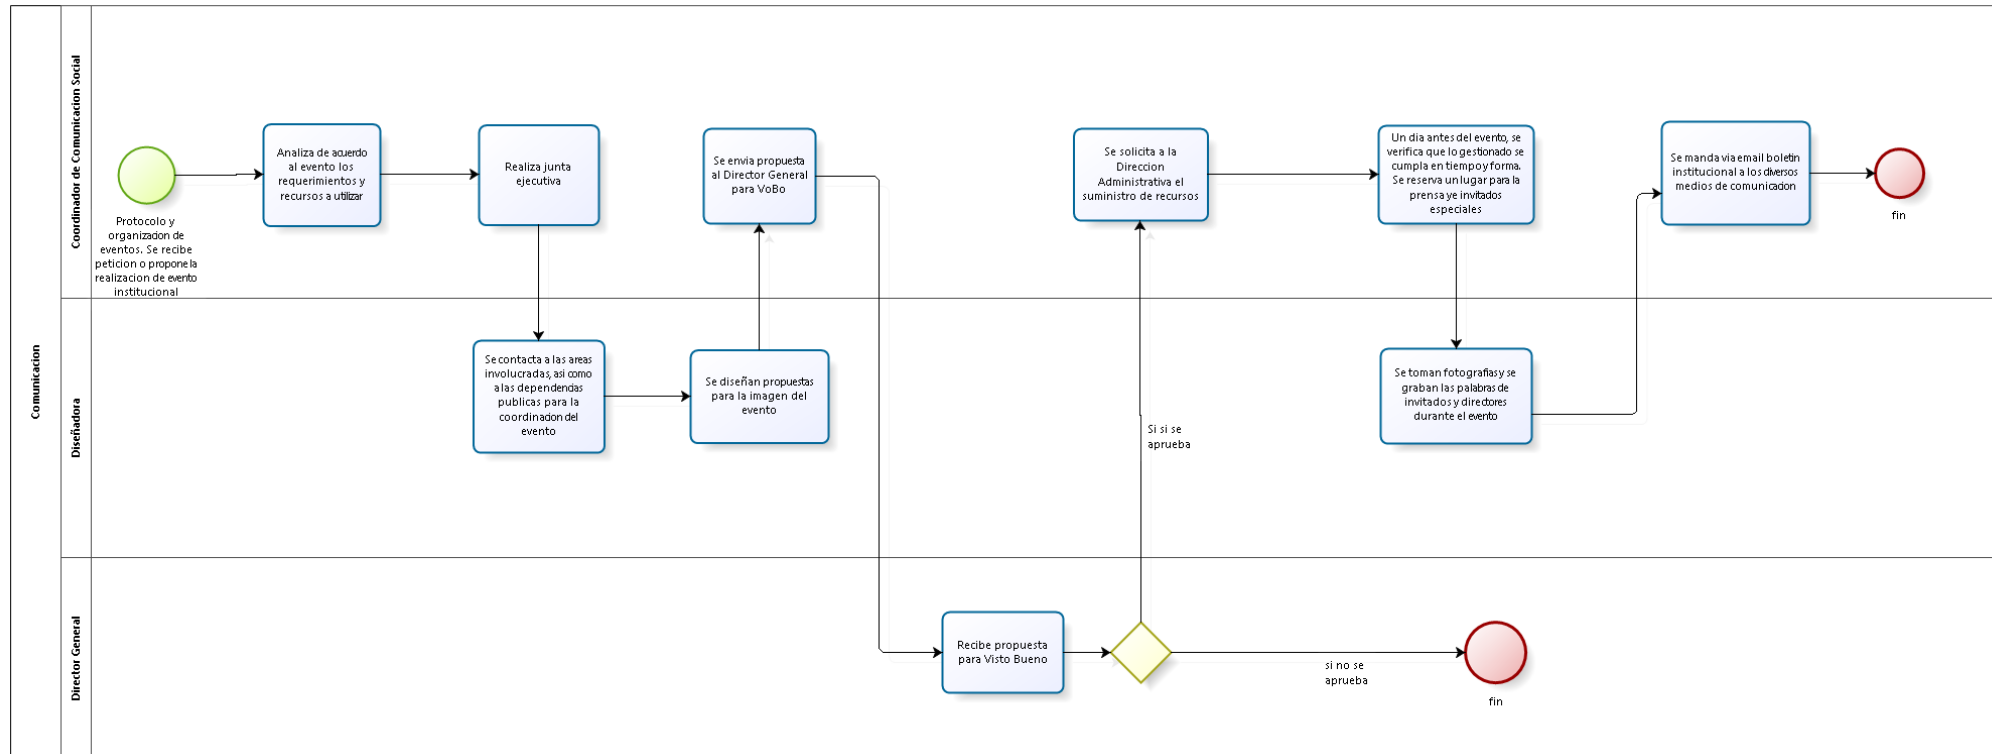 Comunicacion
Coordinador de Comunicacion Social
Protocolo y
organizacion de
eventos. Se recibe
peticion o propone la
realizacion de evento
institucional
Analiza de acuerdo
al evento los
requerimientos y
recursos a utilizar
Realiza junta
ejecutiva
Se envia propuesta
al Director General
para VoBo
Se solicita a la
Direccion
Administrativa el
suministro de recursos
Un dia antes del evento, se
verifica que lo gestionado se
cumpla en tiempo y forma.
Se reserva un lugar para la
prensa ye invitados
especiales
Se manda via email boletin
institucional a los diversos
medios de comunicacion
fin
Diseñadora
Se contacta a las areas
involucradas, asi como
a las dependencias
publicas para la
coordinacion del
evento
Se diseñan propuestas
para la imagen del
evento
Si si se
aprueba
Se toman fotografias y se
graban las palabras de
invitados y directores
durante el evento
Director General
Recibe propuesta
para Visto Bueno
si no se
aprueba
fin